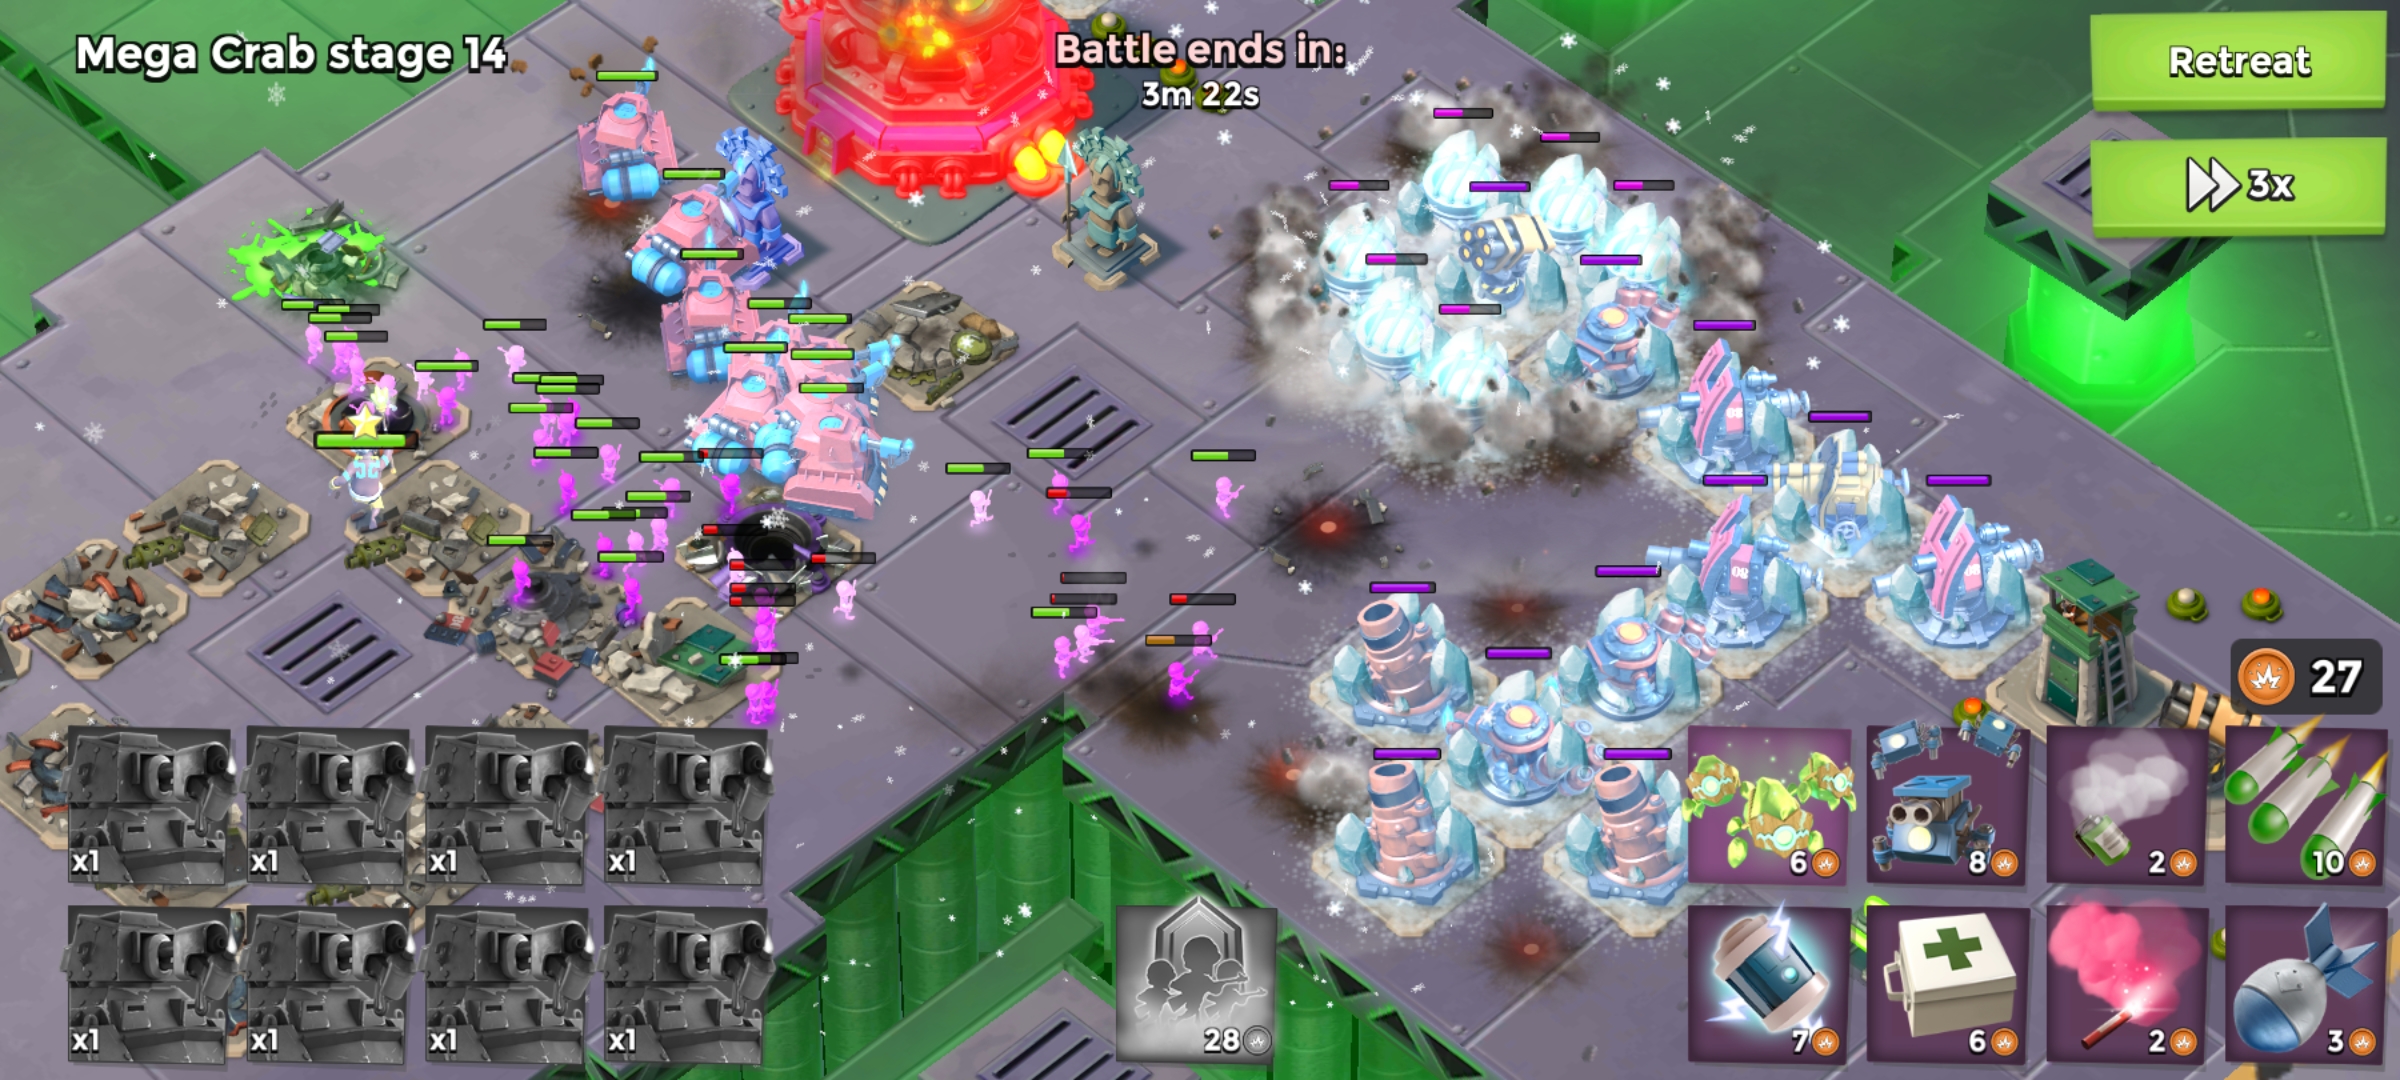 Mega Crab stage 14
Battle ends in:
3m 22s
Retreat
3x
27
x1
x1
x1
x1
6
8
2
10
x1
x1
x1
x1
28
7
6
2
3